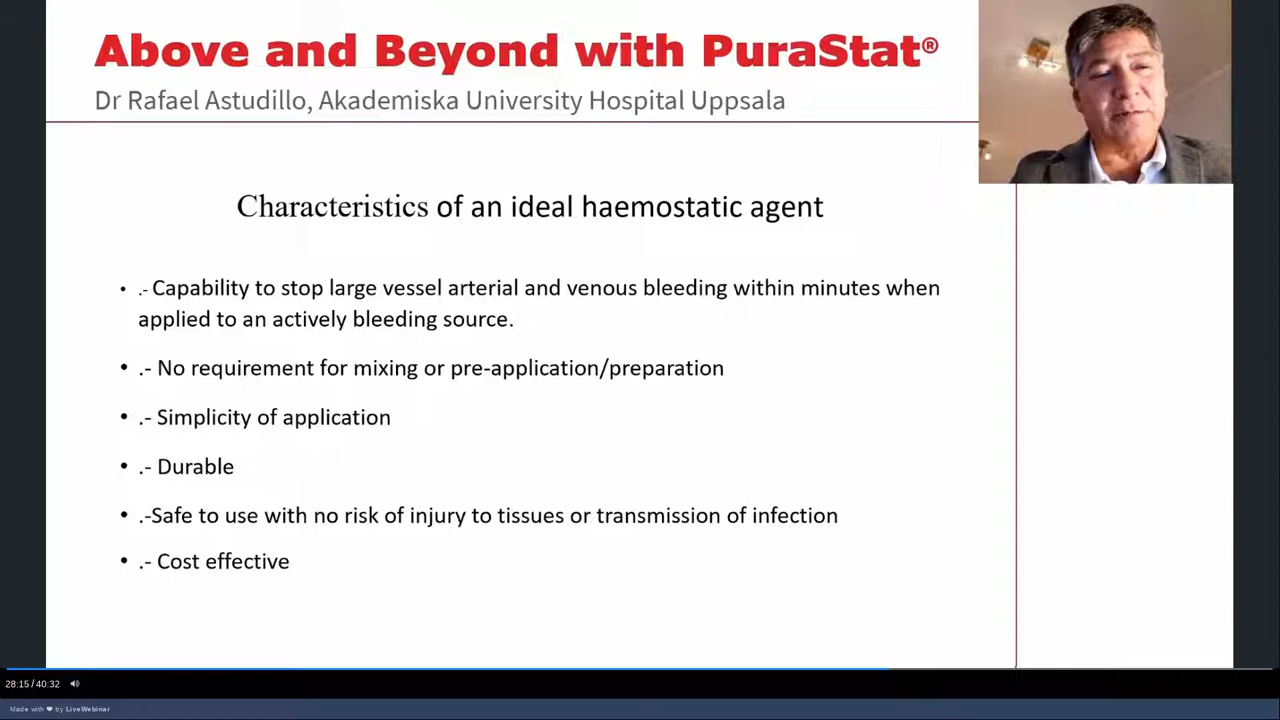 Above and Beyond with PuraStat®
Dr Rafael Astudillo, Akademiska University Hospital Uppsala
Characteristics of an ideal haemostatic agent
• .- Capability to stop large vessel arterial and venous bleeding within minutes when
applied to an actively bleeding source.
• .- No requirement for mixing or pre-application/preparation
• .- Simplicity of application
• .- Durable
• .-Safe to use with no risk of injury to tissues or transmission of infection
• .- Cost effective
28:15 / 40:32
Made with ❤ by LiveWebinar